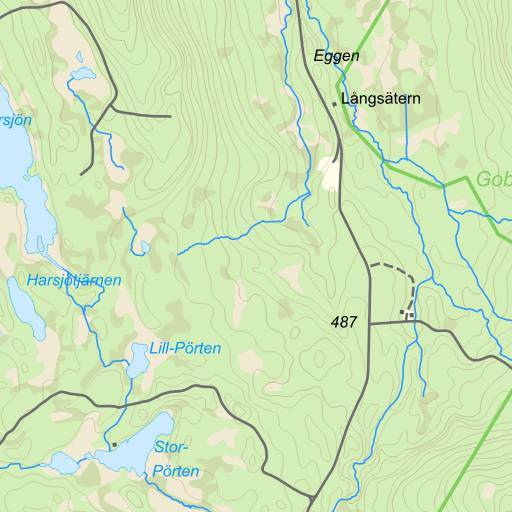 Eggen
Långsätern
rsjön
Gob
Harsjötjärnen
487
Lill-Pörten
Stor-
Pörten